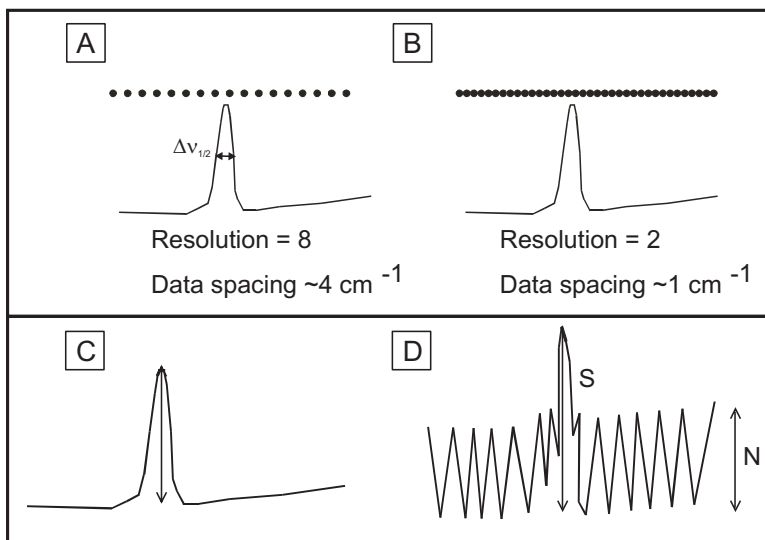 A
B
Δν1/2
Resolution = 8
Data spacing ~4 cm -1
Resolution = 2
Data spacing ~1 cm -1
C
D
S
N